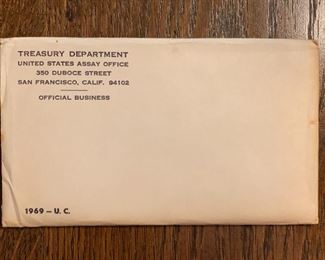 TREASURY DEPARTMENT
UNITED STATES ASSAY OFFICE
350 DUBOCE STREET
SAN FRANCISCO, CALIF. 94102
OFFICIAL BUSINESS
1969 — U. C.